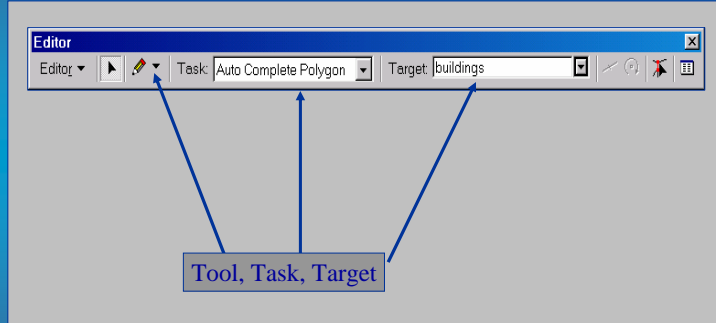 Editor
Editor Task: Auto Complete Polygon Target: buildings
Tool, Task, Target